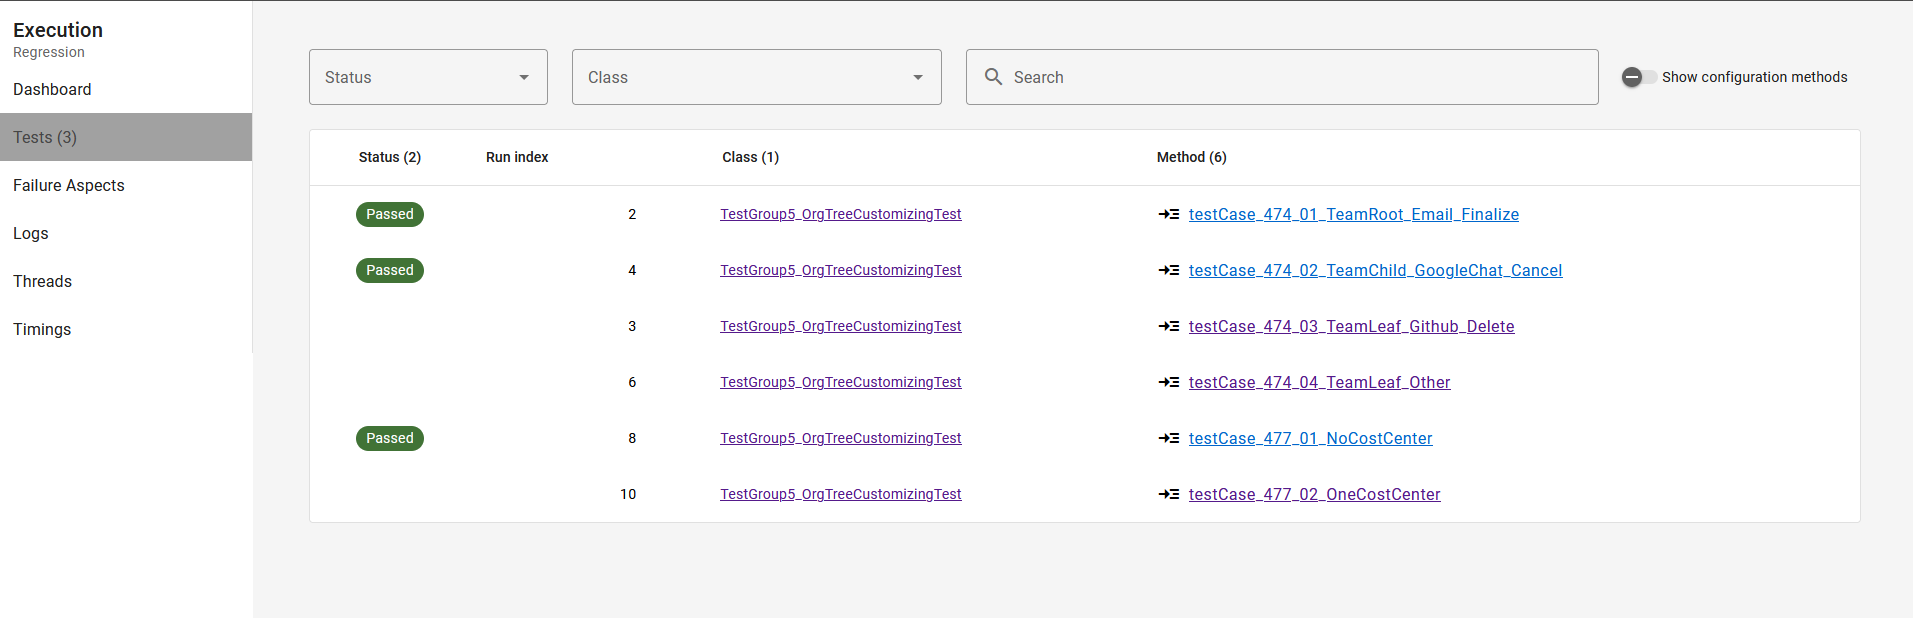 Execution
Regression
Dashboard
Tests (3)
Failure Aspects
Logs
Threads
Timings
Status
Class
Search
Show configuration methods
Status (2) Run index Class (1) Method (6)
Passed 2 TestGroup5_OrgTreeCustomizingTest testCase_474_01_TeamRoot_Email_Finalize
Passed 4 TestGroup5_OrgTreeCustomizingTest testCase_474_02_TeamChild_GoogleChat_Cancel
3 TestGroup5_OrgTreeCustomizingTest testCase_474_03_TeamLeaf_Github_Delete
6 TestGroup5_OrgTreeCustomizingTest testCase_474_04_TeamLeaf_Other
Passed 8 TestGroup5_OrgTreeCustomizingTest testCase_477_01_NoCostCenter
10 TestGroup5_OrgTreeCustomizingTest testCase_477_02_OneCostCenter